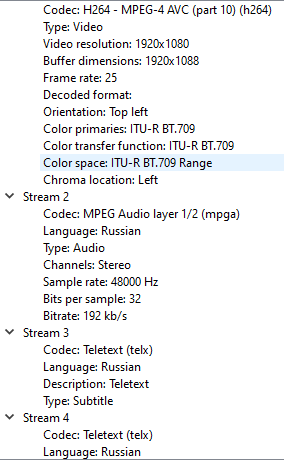 Codec: H264 - MPEG-4 AVC (part 10) (h264)
Type: Video
Video resolution: 1920x1080
Buffer dimensions: 1920x1088
Frame rate: 25
Decoded format:
Orientation: Top left
Color primaries: ITU-R BT.709
Color transfer function: ITU-R BT.709
Color space: ITU-R BT.709 Range
Chroma location: Left
Stream 2
Codec: MPEG Audio layer 1/2 (mpga)
Language: Russian
Type: Audio
Channels: Stereo
Sample rate: 48000 Hz
Bits per sample: 32
Bitrate: 192 kb/s
Stream 3
Codec: Teletext (telx)
Language: Russian
Description: Teletext
Type: Subtitle
Stream 4
Codec: Teletext (telx)
Language: Russian